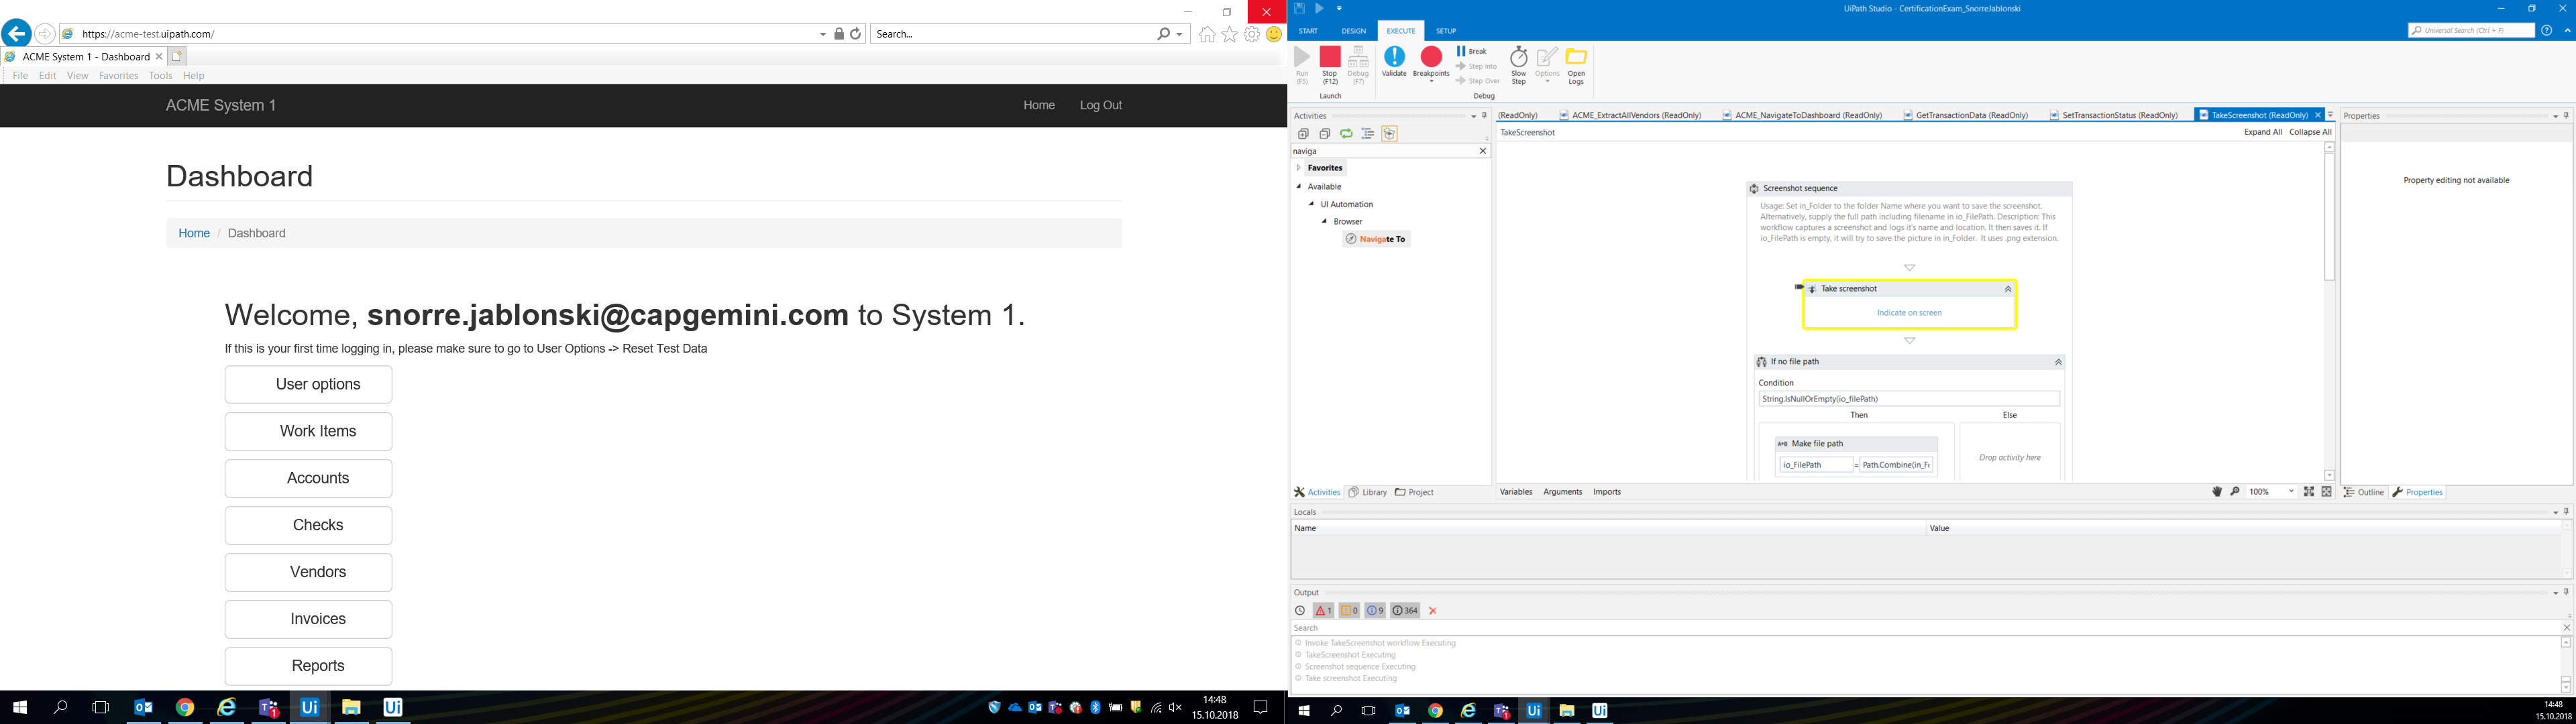 https://acme-test.uipath.com/
Search...
ACME System 1 - Dashboard
File Edit View Favorites Tools Help
ACME System 1
Home Log Out
Dashboard
Home / Dashboard
Welcome, snorre.jablonski@capgemini.com to System 1.
If this is your first time logging in, please make sure to go to User Options -> Reset Test Data
User options
Work Items
Accounts
Checks
Vendors
Invoices
Reports
Ui
Ui
14:48
15.10.2018
UiPath Studio - CertificationExam_SnorreJablonski
START DESIGN EXECUTE SETUP
Universal Search (Ctrl + F)
Run (F5)
Stop (F12)
Debug (F7)
Launch
Validate
Breakpoints
Break
Step Into
Step Over
Slow Step
Options
Open Logs
Debug
Activities
naviga
Favorites
Available
UI Automation
Browser
Navigate To
Activities Library Project
(ReadOnly) ACME_ExtractAllVendors (ReadOnly) ACME_NavigateToDashboard (ReadOnly) GetTransactionData (ReadOnly) SetTransactionStatus (ReadOnly) TakeScreenshot (ReadOnly)
TakeScreenshot
Expand All Collapse All
Screenshot sequence
Usage: Set in_Folder to the folder Name where you want to save the screenshot.
Alternatively, supply the full path including filename in io_FilePath. Description: This
workflow captures a screenshot and logs it's name and location. It then saves it. If
io_FilePath is empty, it will try to save the picture in in_Folder. It uses .png extension.
Take screenshot
Indicate on screen
If no file path
Condition
String.IsNullOrEmpty(io_filePath)
Then Else
A+B Make file path
io_FilePath = Path.Combine(in_Fo
Drop activity here
Variables Arguments Imports
100%
Properties
Property editing not available
Outline Properties
Locals
Name Value
Output
1 0 9 364
Search
Invoke TakeScreenshot workflow Executing
TakeScreenshot Executing
Screenshot sequence Executing
Take screenshot Executing
Ui
Ui
14:48
15.10.2018